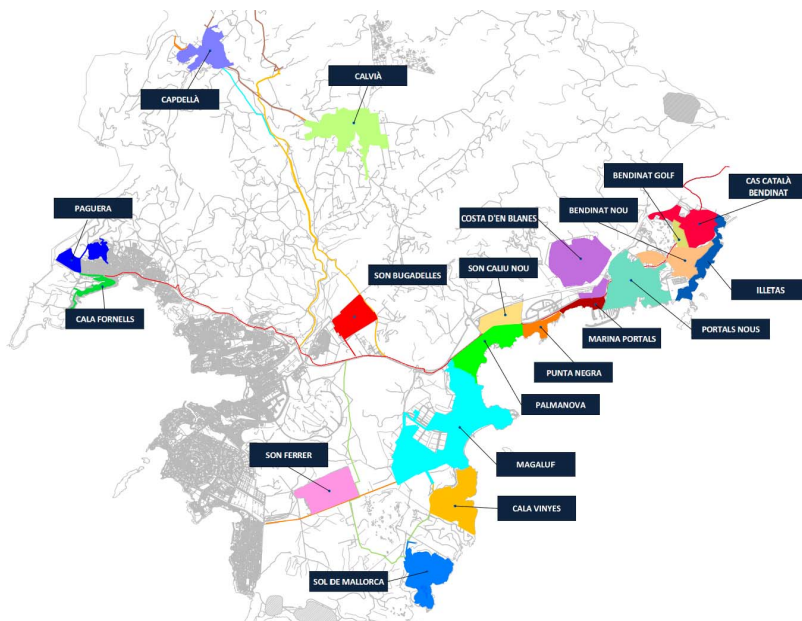 CALVIÀ
CAPDELLÀ
BENDINAT GOLF
CAS CATALÀ
BENDINAT
PAGUERA
BENDINAT NOU
COSTA D'EN BLANES
SON CALIU NOU
SON BUGADELLES
ILLETAS
CALA FORNELLS
MARINA PORTALS
PORTALS NOUS
PUNTA NEGRA
PALMANOVA
SON FERRER
MAGALUF
CALA VINYES
SOL DE MALLORCA